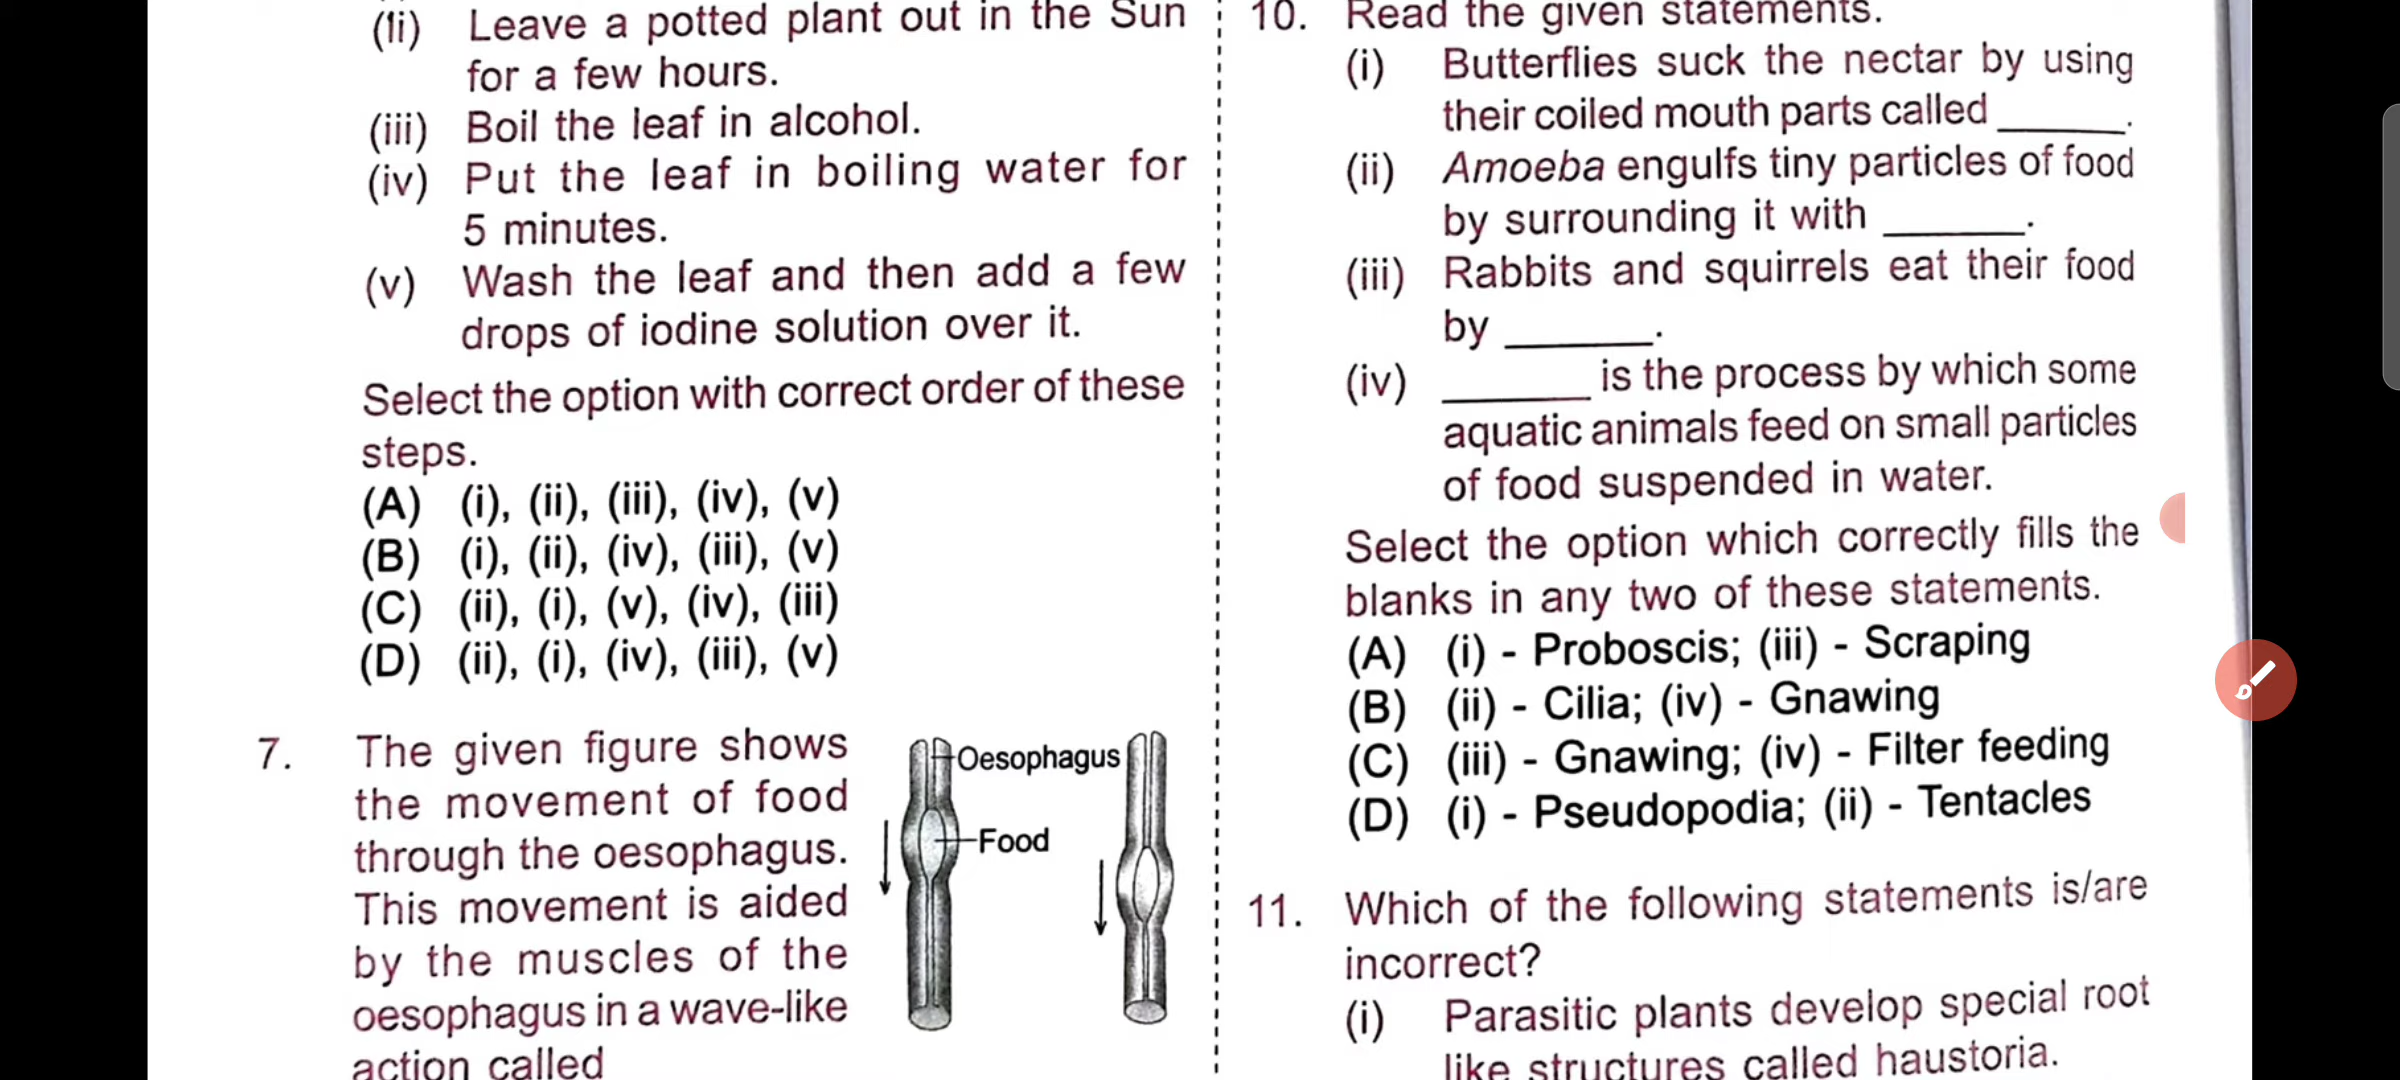 (ii) Leave a potted plant out in the Sun
for a few hours.
(iii) Boil the leaf in alcohol.
(iv) Put the leaf in boiling water for
5 minutes.
(v) Wash the leaf and then add a few
drops of iodine solution over it.
Select the option with correct order of these
steps.
(A) (i), (ii), (iii), (iv), (v)
(B) (i), (ii), (iv), (iii), (v)
(C) (ii), (i), (v), (iv), (iii)
(D) (ii), (i), (iv), (iii), (v)
7. The given figure shows
the movement of food
through the oesophagus.
This movement is aided
by the muscles of the
oesophagus in a wave-like
action called
Oesophagus
Food
10. Read the given statements.
(i) Butterflies suck the nectar by using
their coiled mouth parts called ______.
(ii) Amoeba engulfs tiny particles of food
by surrounding it with ______.
(iii) Rabbits and squirrels eat their food
by ______.
(iv) ______ is the process by which some
aquatic animals feed on small particles
of food suspended in water.
Select the option which correctly fills the
blanks in any two of these statements.
(A) (i) - Proboscis; (iii) - Scraping
(B) (ii) - Cilia; (iv) - Gnawing
(C) (iii) - Gnawing; (iv) - Filter feeding
(D) (i) - Pseudopodia; (ii) - Tentacles
11. Which of the following statements is/are
incorrect?
(i) Parasitic plants develop special root
like structures called haustoria.